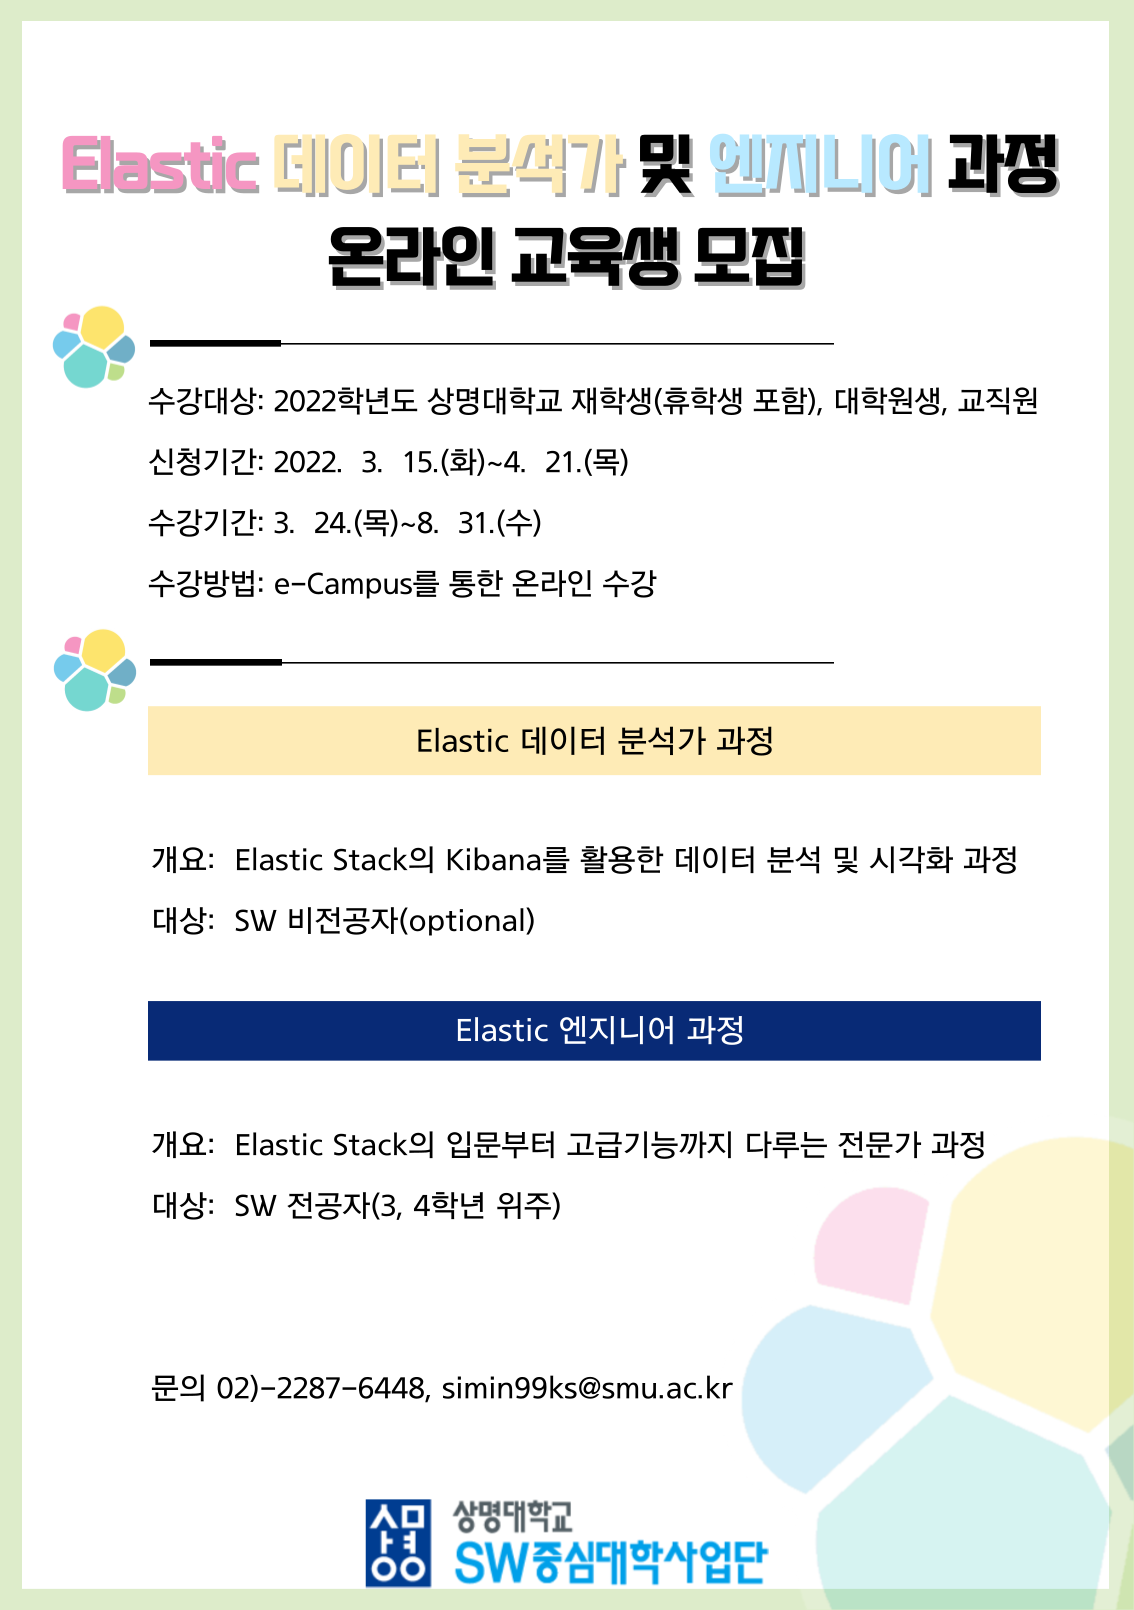 Elastic 데이터 분석가 및 엔지니어 과정
온라인 교육생 모집
수강대상: 2022학년도 상명대학교 재학생(휴학생 포함), 대학원생, 교직원
신청기간: 2022. 3. 15.(화)~4. 21.(목)
수강기간: 3. 24.(목)~8. 31.(수)
수강방법: e-Campus를 통한 온라인 수강
Elastic 데이터 분석가 과정
개요: Elastic Stack의 Kibana를 활용한 데이터 분석 및 시각화 과정
대상: SW 비전공자(optional)
Elastic 엔지니어 과정
개요: Elastic Stack의 입문부터 고급기능까지 다루는 전문가 과정
대상: SW 전공자(3, 4학년 위주)
문의 02)-2287-6448, simin99ks@smu.ac.kr
상명
상명대학교
SW중심대학사업단